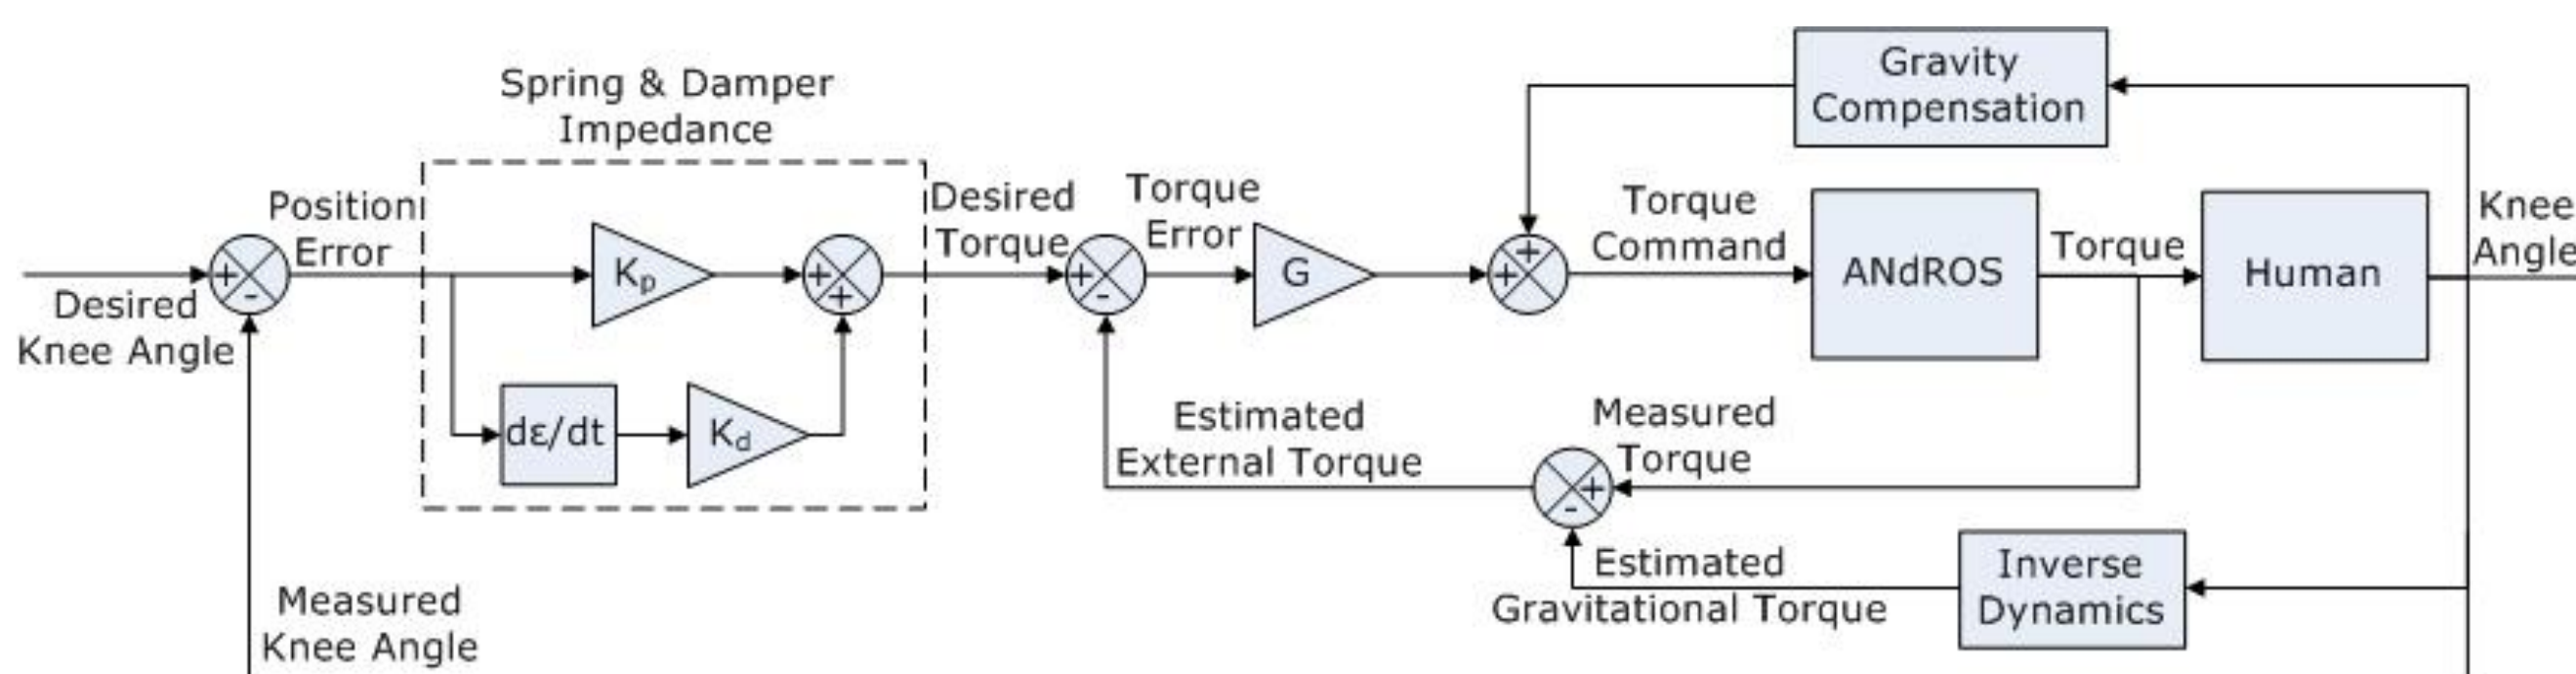 Gravity
Compensation
Spring & Damper
Impedance
Position
Error
Desired
Torque
Torque
Error
Torque
Command
Torque
Knee
Angle
+
-
Kp
+
+
+
-
G
+
+
ANdROS
Human
Desired
Knee Angle
dε/dt
Kd
Estimated
External Torque
Measured
Torque
+
-
Estimated
Gravitational Torque
Inverse
Dynamics
Measured
Knee Angle